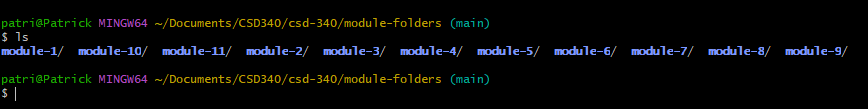 patri@Patrick MINGW64 ~/Documents/CSD340/csd-340/module-folders (main)
$ ls
module-1/  module-10/  module-11/  module-2/  module-3/  module-4/  module-5/  module-6/  module-7/  module-8/  module-9/
patri@Patrick MINGW64 ~/Documents/CSD340/csd-340/module-folders (main)
$